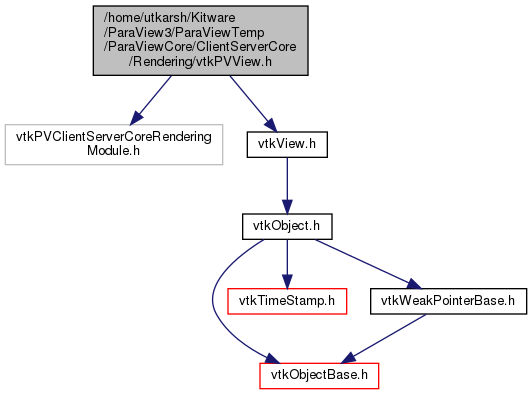 /home/utkarsh/Kitware
/ParaView3/ParaViewTemp
/ParaViewCore/ClientServerCore
/Rendering/vtkPVView.h
vtkPVClientServerCoreRendering
Module.h
vtkView.h
vtkObject.h
vtkTimeStamp.h
vtkWeakPointerBase.h
vtkObjectBase.h